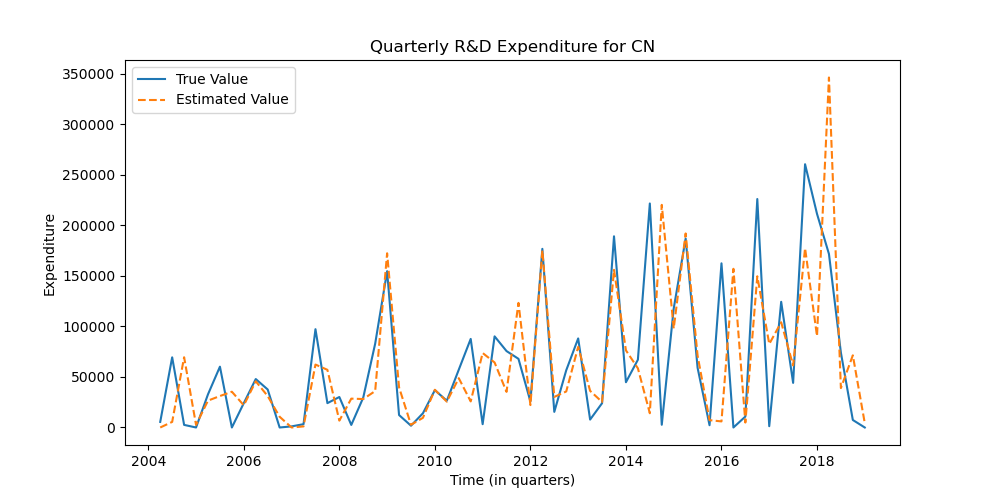 Quarterly R&D Expenditure for CN
True Value
Estimated Value
Expenditure
350000
300000
250000
200000
150000
100000
50000
0
2004 2006 2008 2010 2012 2014 2016 2018
Time (in quarters)